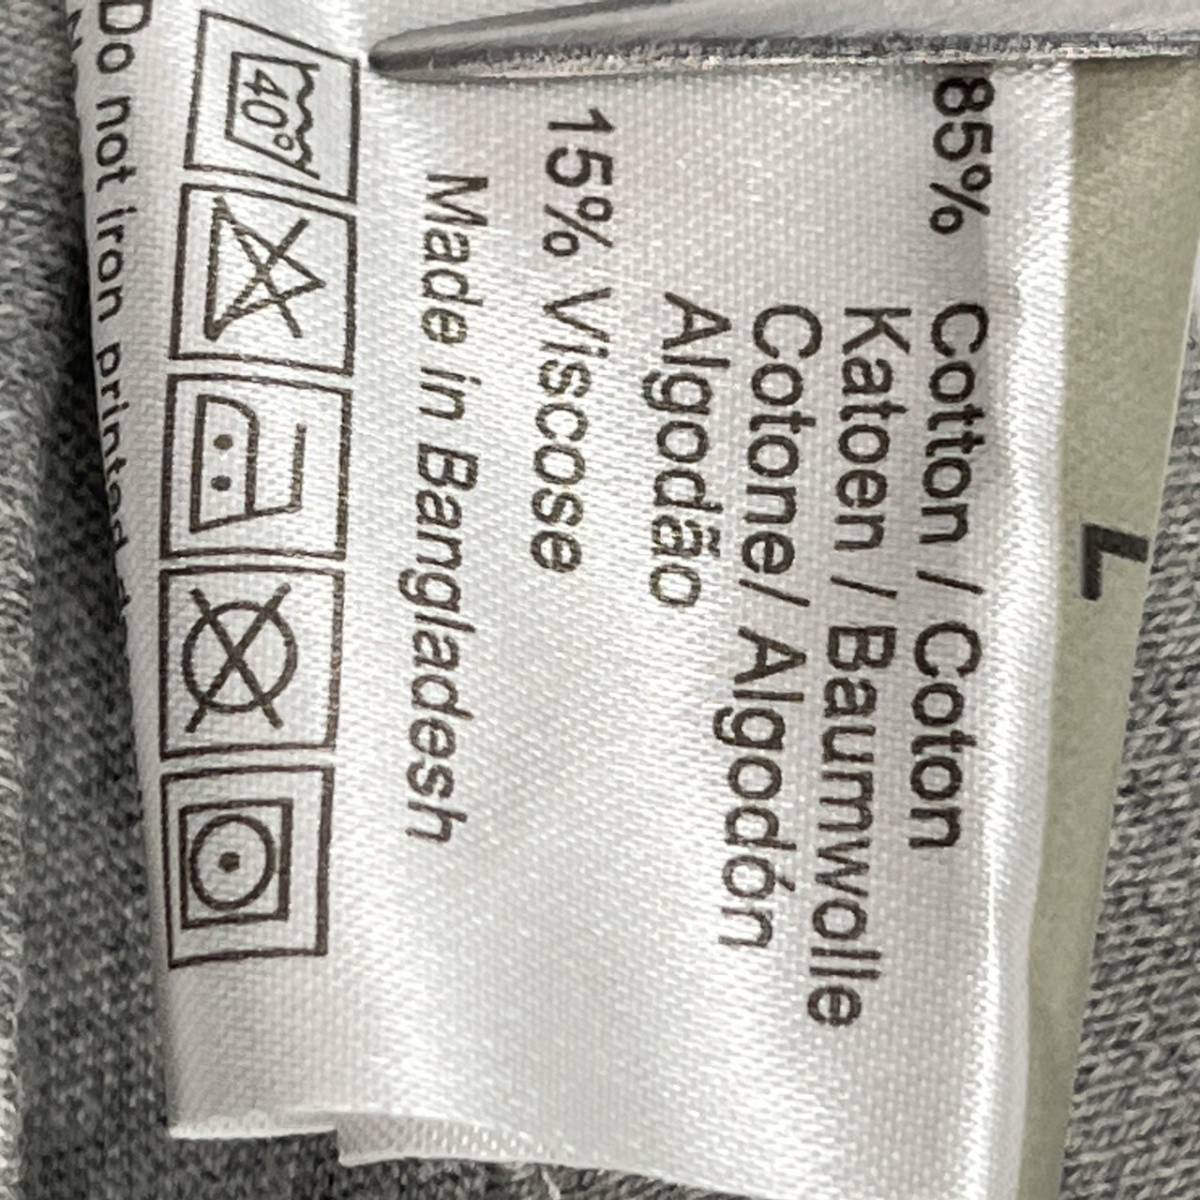 L
85% Cotton / Coton
Katoen / Baumwolle
Cotone/ Algodón
Algodão
15% Viscose
Made in Bangladesh
40°
Do not iron printed